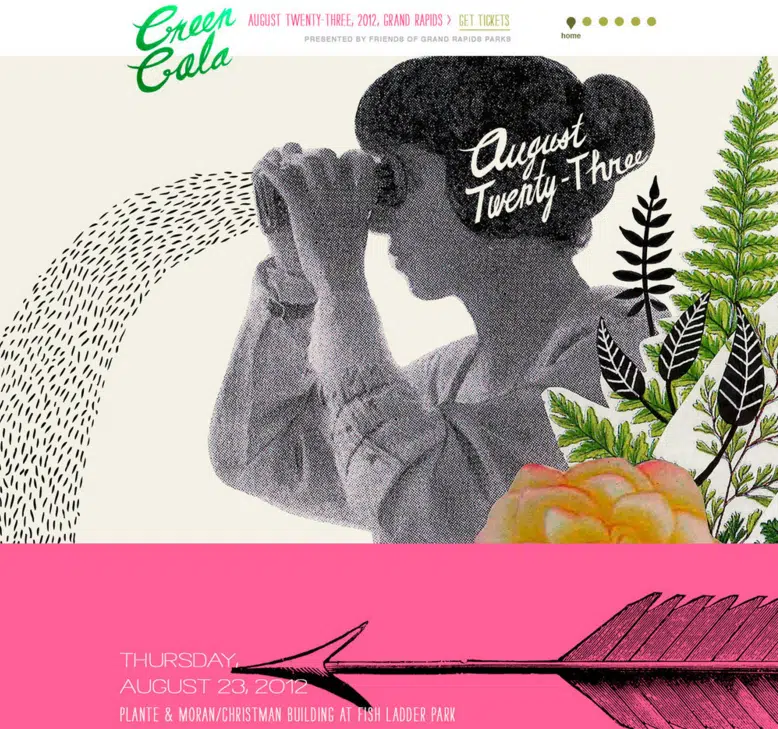 Green
Gala
AUGUST TWENTY-THREE, 2012, GRAND RAPIDS > GET TICKETS
PRESENTED BY FRIENDS OF GRAND RAPIDS PARKS
home
August
Twenty-Three
THURSDAY,
AUGUST 23, 2012
PLANTE & MORAN/CHRISTMAN BUILDING AT FISH LADDER PARK